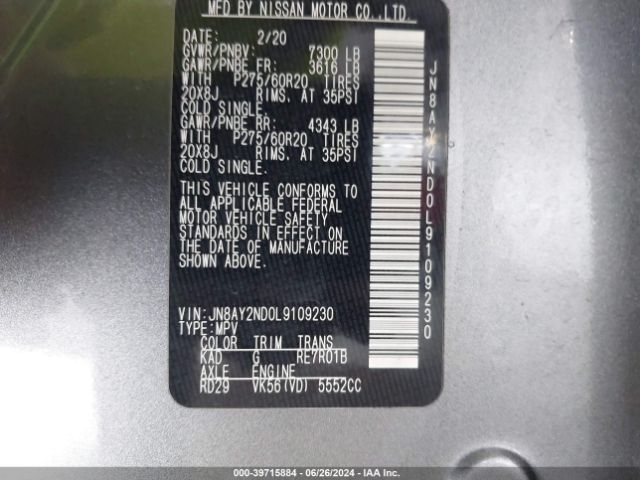 MFD BY NISSAN MOTOR CO.,LTD.
DATE: 2/20
GVWR/PNBV: 7300 LB
GAWR/PNBE FR: 3616 LB
WITH P275/60R20 TIRES
20X8J RIMS. AT 35PSI
COLD SINGLE.
GAWR/PNBE RR: 4343 LB
WITH P275/60R20 TIRES
20X8J RIMS. AT 35PSI
COLD SINGLE.
THIS VEHICLE CONFORMS TO
ALL APPLICABLE FEDERAL
MOTOR VEHICLE SAFETY
STANDARDS IN EFFECT ON
THE DATE OF MANUFACTURE
SHOWN ABOVE.
VIN:JN8AY2ND0L9109230
TYPE:MPV
COLOR TRIM TRANS
KAD G RE7R01B
AXLE ENGINE
RD29 VK56(VD) 5552CC
JN8AY2ND0L9109230
000-39715884 | 06/26/2024 | IAA Inc.